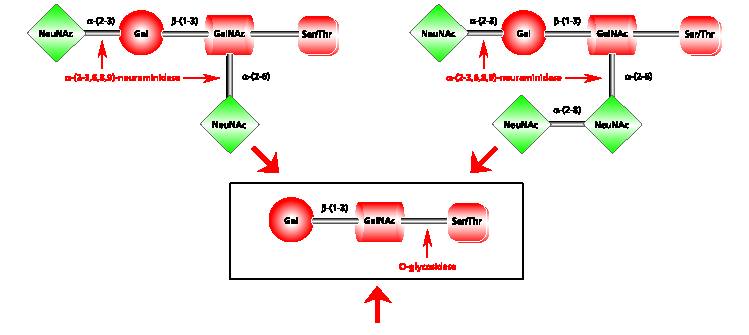 α-(2-3) β-(1-3)
NeuNAc Gal GalNAc Ser/Thr
α-(2-3,6,8,9)-neuraminidase α-(2-6)
NeuNAc
α-(2-3) β-(1-3)
NeuNAc Gal GalNAc Ser/Thr
α-(2-3,6,8,9)-neuraminidase α-(2-6)
α-(2-8)
NeuNAc NeuNAc
β-(1-3)
Gal GalNAc Ser/Thr
O-glycosidase